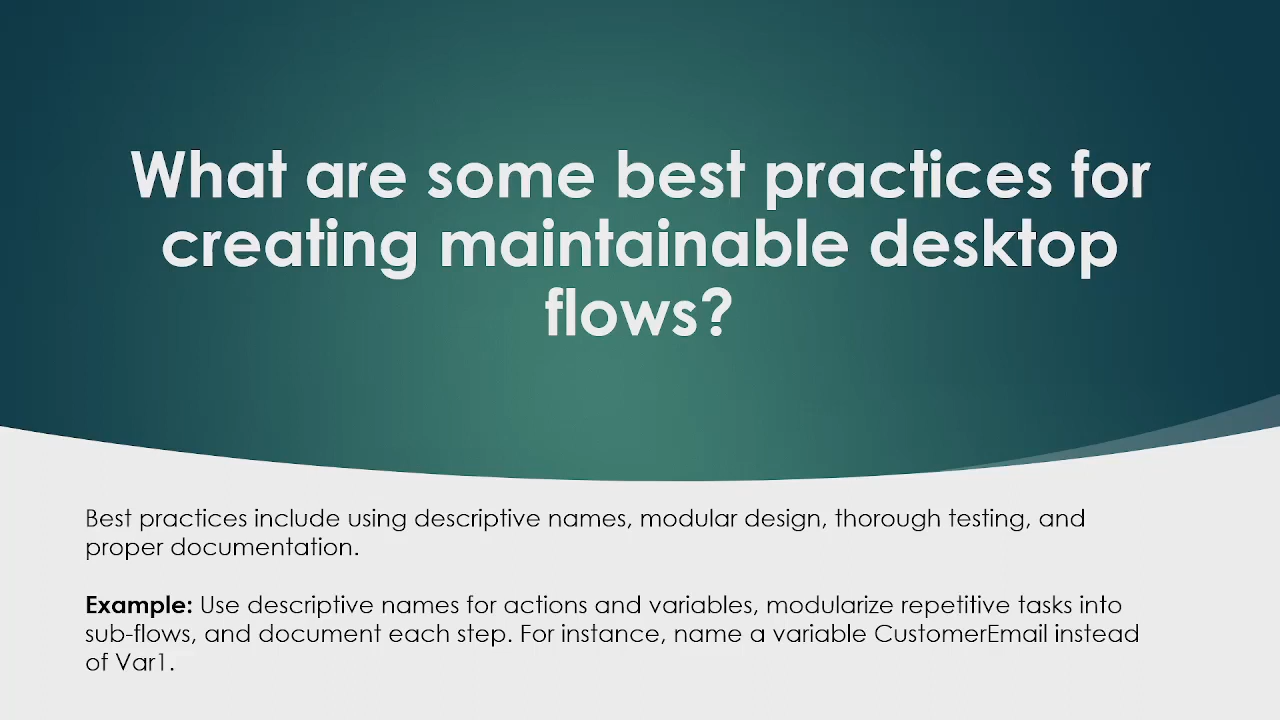 What are some best practices for
creating maintainable desktop
flows?
Best practices include using descriptive names, modular design, thorough testing, and
proper documentation.
Example: Use descriptive names for actions and variables, modularize repetitive tasks into
sub-flows, and document each step. For instance, name a variable CustomerEmail instead
of Var1.